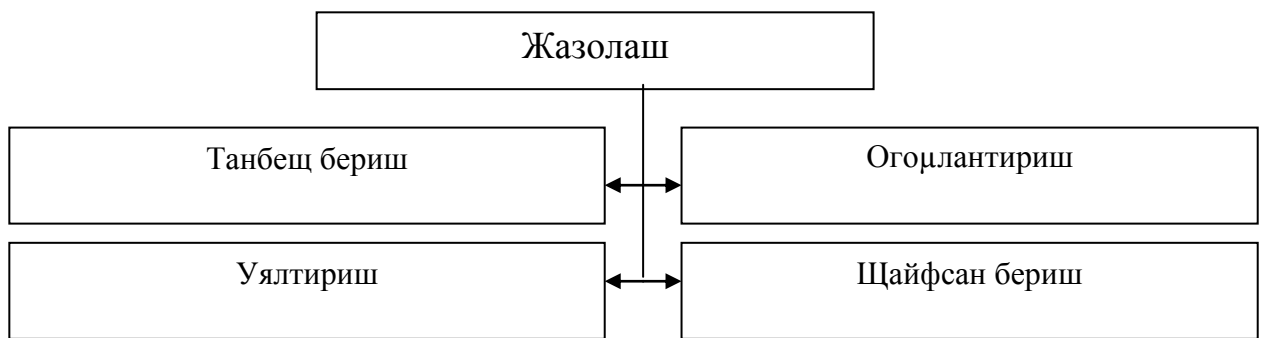 Жазолаш
Танбещ бериш
Огоµлантириш
Уялтириш
Щайфсан бериш